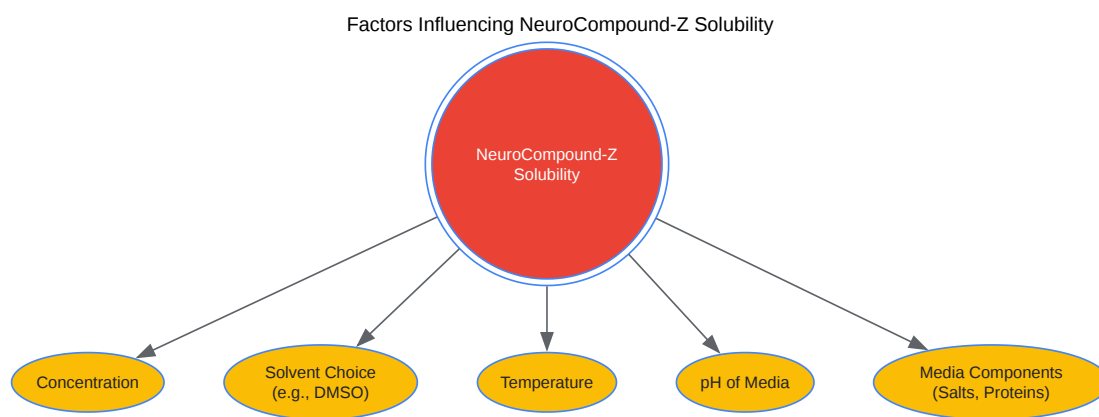 Factors Influencing NeuroCompound-Z Solubility
NeuroCompound-Z
Solubility
Concentration
Solvent Choice
(e.g., DMSO)
Temperature
pH of Media
Media Components
(Salts, Proteins)